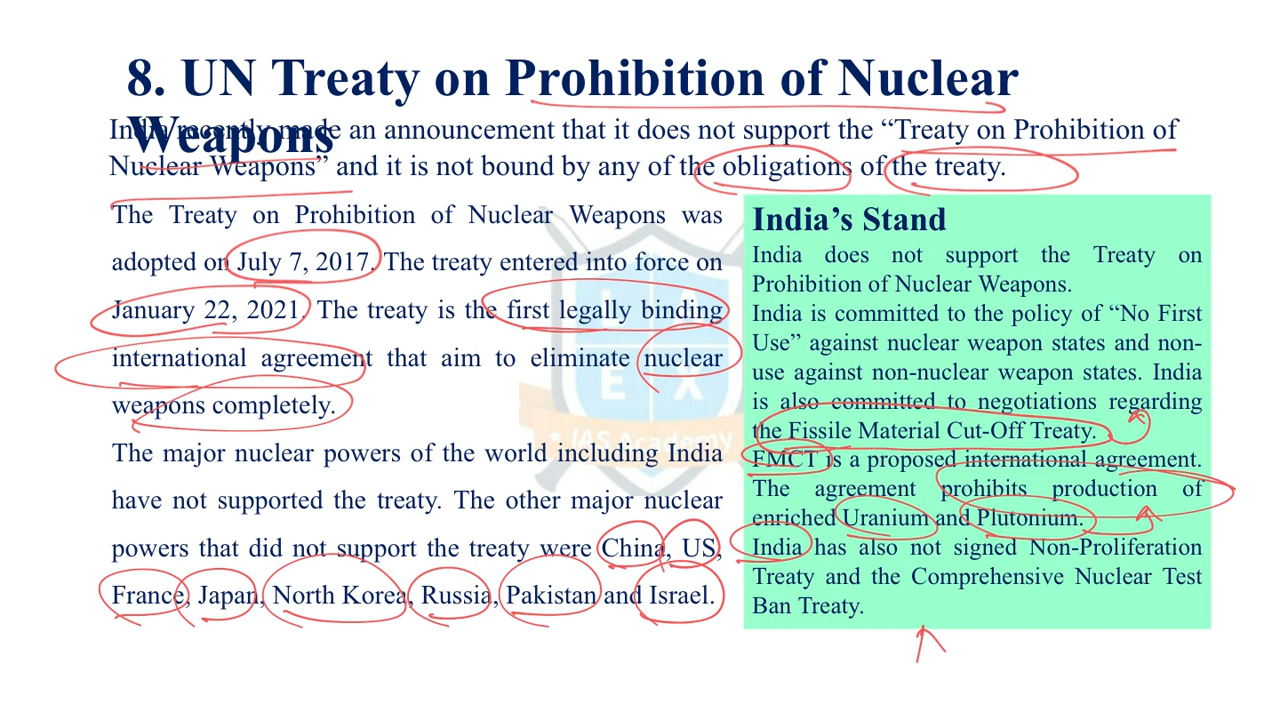 8. UN Treaty on Prohibition of Nuclear
Weapons
India recently made an announcement that it does not support the “Treaty on Prohibition of
Nuclear Weapons” and it is not bound by any of the obligations of the treaty.
The Treaty on Prohibition of Nuclear Weapons was
adopted on July 7, 2017. The treaty entered into force on
January 22, 2021. The treaty is the first legally binding
international agreement that aim to eliminate nuclear
weapons completely.
The major nuclear powers of the world including India
have not supported the treaty. The other major nuclear
powers that did not support the treaty were China, US,
France, Japan, North Korea, Russia, Pakistan and Israel.
India’s Stand
India does not support the Treaty on
Prohibition of Nuclear Weapons.
India is committed to the policy of “No First
Use” against nuclear weapon states and non-
use against non-nuclear weapon states. India
is also committed to negotiations regarding
the Fissile Material Cut-Off Treaty.
FMCT is a proposed international agreement.
The agreement prohibits production of
enriched Uranium and Plutonium.
India has also not signed Non-Proliferation
Treaty and the Comprehensive Nuclear Test
Ban Treaty.
L E
E X
IAS Academy